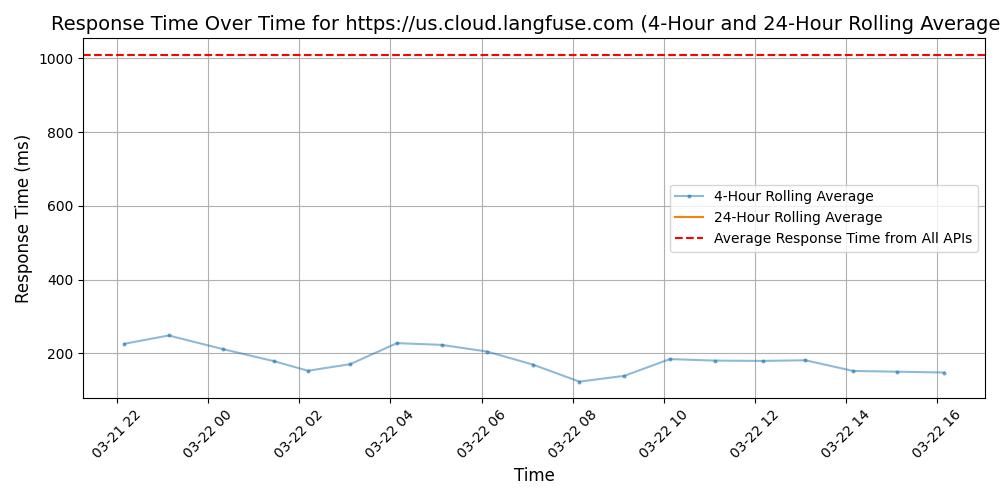 Response Time Over Time for https://us.cloud.langfuse.com (4-Hour and 24-Hour Rolling Average
1000
800
600
400
200
Response Time (ms)
4-Hour Rolling Average
24-Hour Rolling Average
Average Response Time from All APIs
03-21 22
03-22 00
03-22 02
03-22 04
03-22 06
03-22 08
03-22 10
03-22 12
03-22 14
03-22 16
Time